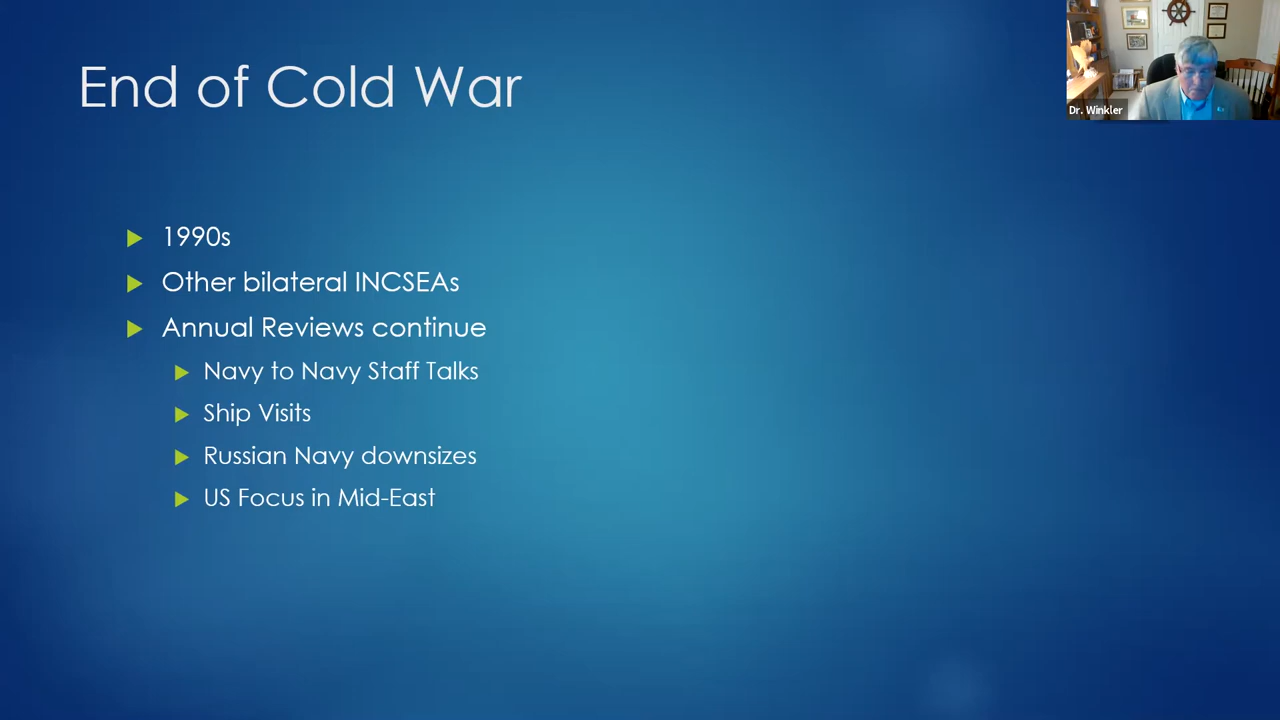 End of Cold War
Dr. Winkler
1990s
Other bilateral INCSEAs
Annual Reviews continue
Navy to Navy Staff Talks
Ship Visits
Russian Navy downsizes
US Focus in Mid-East